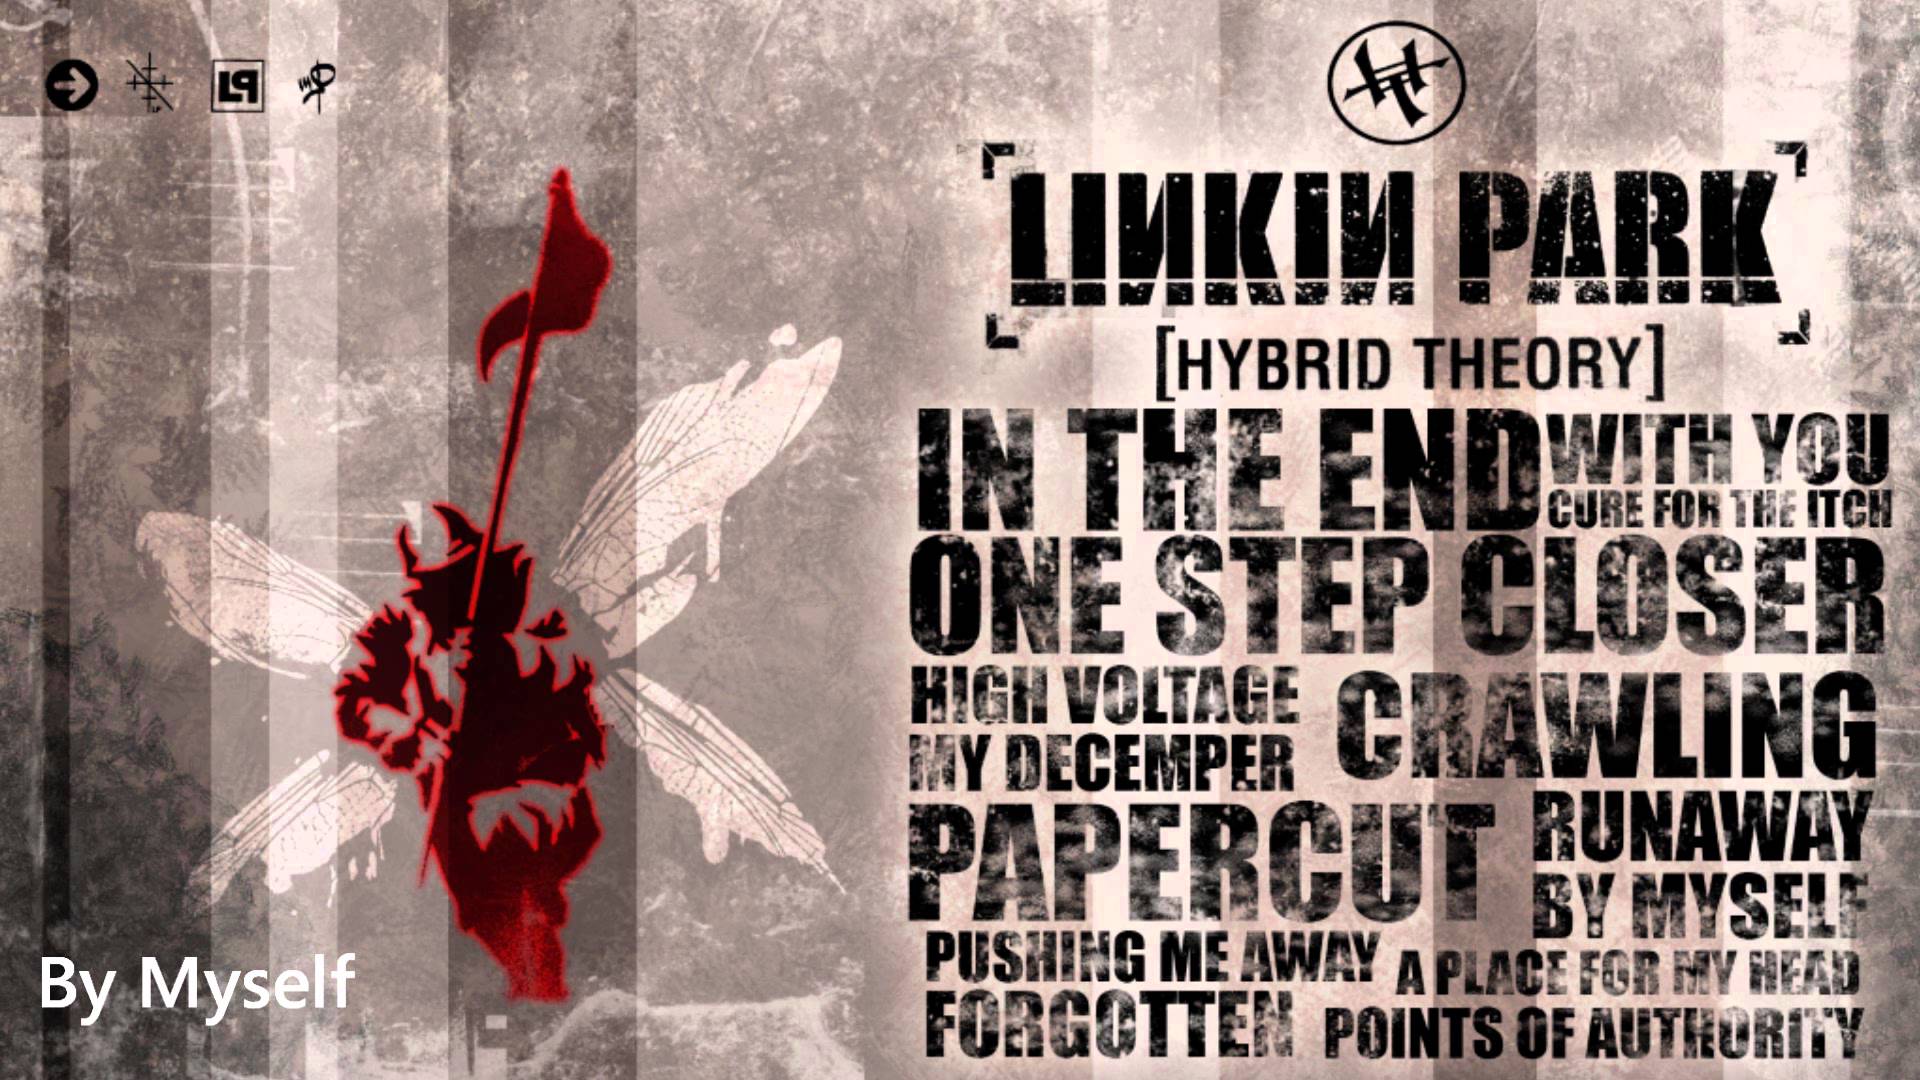 LP
LINKIN PARK
[HYBRID THEORY]
IN THE END WITH YOU
CURE FOR THE ITCH
ONE STEP CLOSER
HIGH VOLTAGE
CRAWLING
MY DECEMPER
PAPERCUT
RUNAWAY
BY MYSELF
PUSHING ME AWAY
A PLACE FOR MY HEAD
FORGOTTEN
POINTS OF AUTHORITY
By Myself